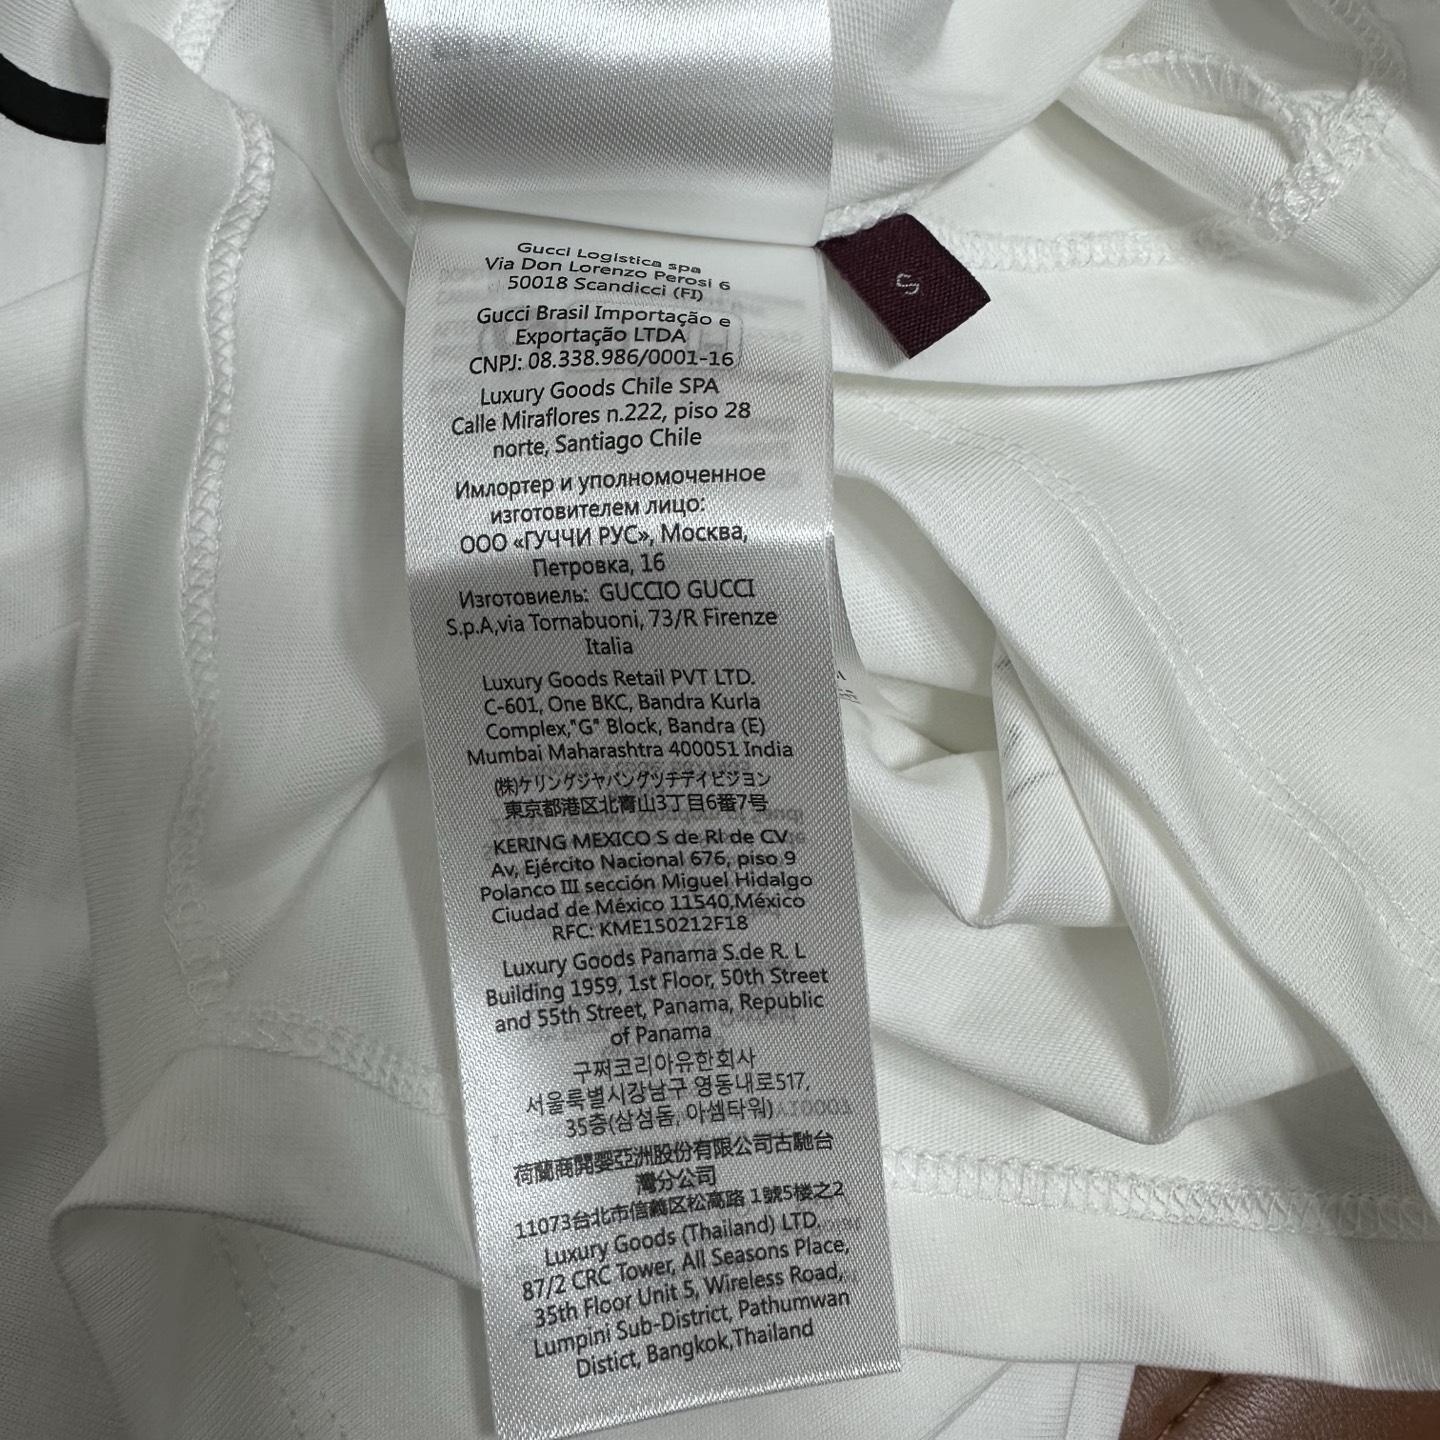 S
Gucci Logistica spa
Via Don Lorenzo Perosi 6
50018 Scandicci (FI)
Gucci Brasil Importação e
Exportação LTDA
CNPJ: 08.338.986/0001-16
Luxury Goods Chile SPA
Calle Miraflores n.222, piso 28
norte, Santiago Chile
Имлортер и уполномоченное
изготовителем лицо:
ООО «ГУЧЧИ РУС», Москва,
Петровка, 16
Изготовиель: GUCCIO GUCCI
S.p.A,via Tornabuoni, 73/R Firenze
Italia
Luxury Goods Retail PVT LTD.
C-601, One BKC, Bandra Kurla
Complex,"G" Block, Bandra (E)
Mumbai Maharashtra 400051 India
(株)ケリングジヤパングツチデイビジヨン
東京都港区北青山3丁目6番7号
KERING MEXICO S de RI de CV
Av, Ejército Nacional 676, piso 9
Polanco III sección Miguel Hidalgo
Ciudad de México 11540,México
RFC: KME150212F18
Luxury Goods Panama S.de R. L
Building 1959, 1st Floor, 50th Street
and 55th Street, Panama, Republic
of Panama
구쩌코리아유한회사
서울특별시강남구 영동내로517,
35층(삼섬돔, 아셈타워)
荷蘭商開嬰亞洲股份有限公司古馳台
灣分公司
11073台北市信義区松高路 1號5楼之2
Luxury Goods (Thailand) LTD.
87/2 CRC Tower, All Seasons Place,
35th Floor Unit 5, Wireless Road,
Lumpini Sub-District, Pathumwan
Distict, Bangkok,Thailand